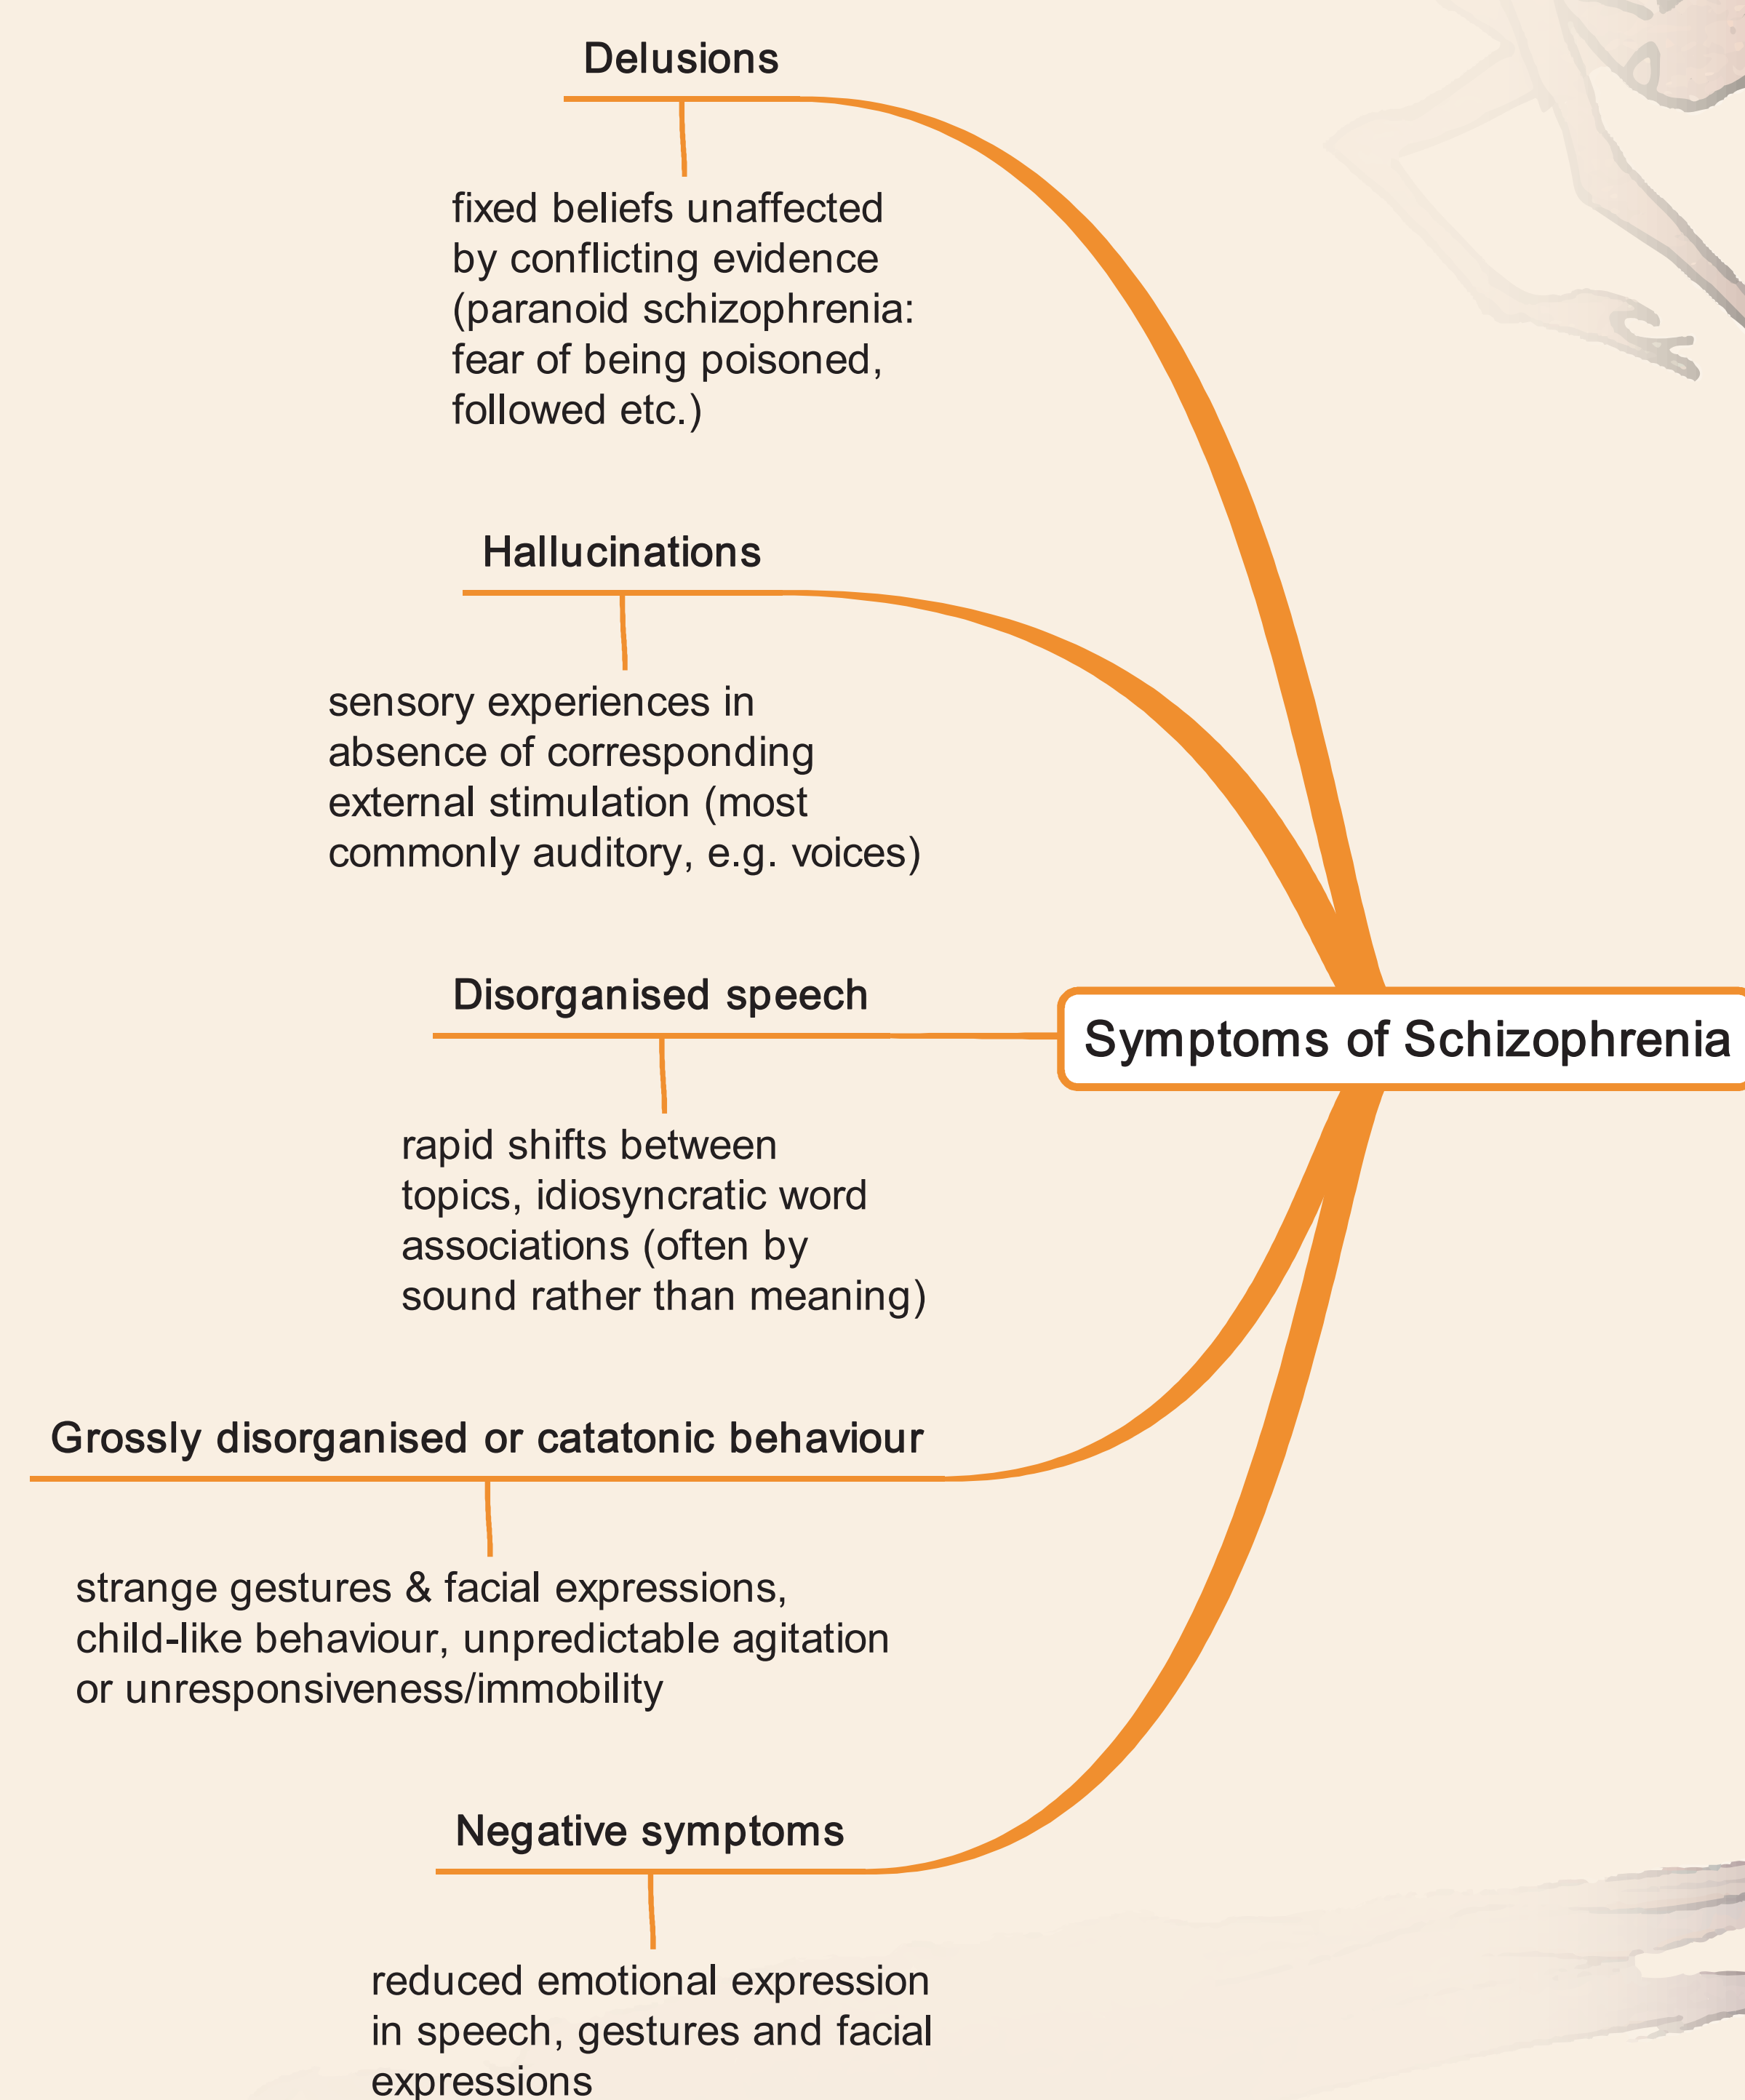 Delusions
fixed beliefs unaffected
by conflicting evidence
(paranoid schizophrenia:
fear of being poisoned,
followed etc.)
Hallucinations
sensory experiences in
absence of corresponding
external stimulation (most
commonly auditory, e.g. voices)
Disorganised speech
Symptoms of Schizophrenia
rapid shifts between
topics, idiosyncratic word
associations (often by
sound rather than meaning)
Grossly disorganised or catatonic behaviour
strange gestures & facial expressions,
child-like behaviour, unpredictable agitation
or unresponsiveness/immobility
Negative symptoms
reduced emotional expression
in speech, gestures and facial
expressions